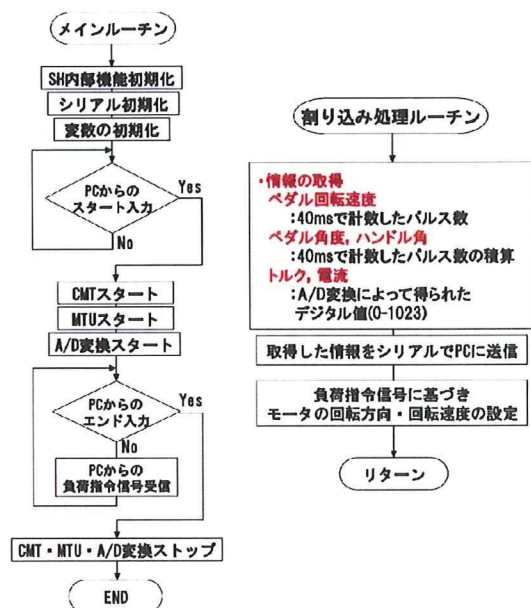 メインルーチン
SH内部機能初期化
シリアル初期化
変数の初期化
PCからの
スタート入力
Yes
No
CMTスタート
MTUスタート
A/D変換スタート
PCからの
エンド入力
Yes
No
PCからの
負荷指令信号受信
CMT・MTU・A/D変換ストップ
END
割り込み処理ルーチン
・情報の取得
ペダル回転速度
:40msで計数したパルス数
ペダル角度,ハンドル角
:40msで計数したパルス数の積算
トルク,電流
:A/D変換によって得られた
デジタル値(0-1023)
取得した情報をシリアルでPCに送信
負荷指令信号に基づき
モータの回転方向・回転速度の設定
リターン